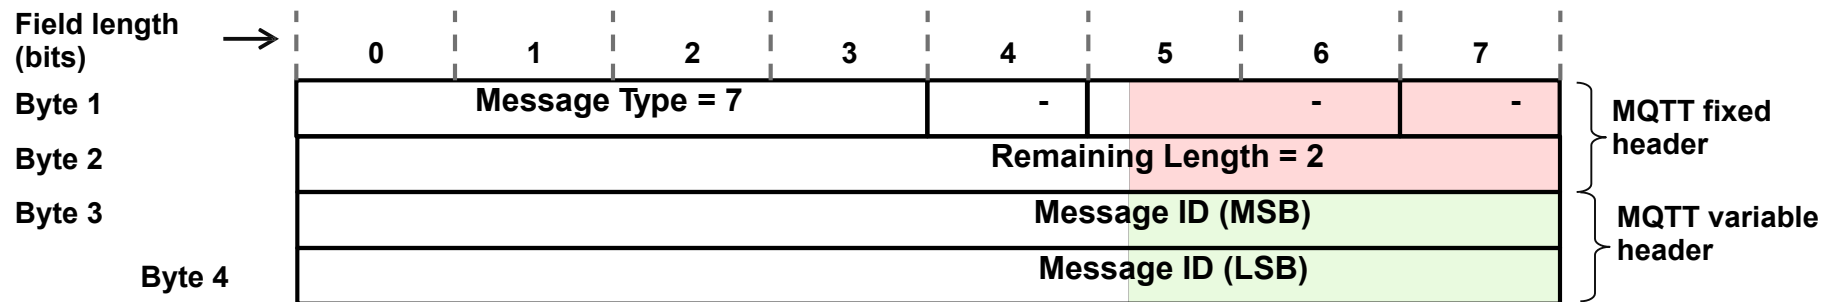 Field length
(bits)
0 1 2 3 4 5 6 7
Byte 1
Message Type = 7 - - -
MQTT fixed
header
Byte 2
Remaining Length = 2
Byte 3
Message ID (MSB)
MQTT variable
header
Byte 4
Message ID (LSB)